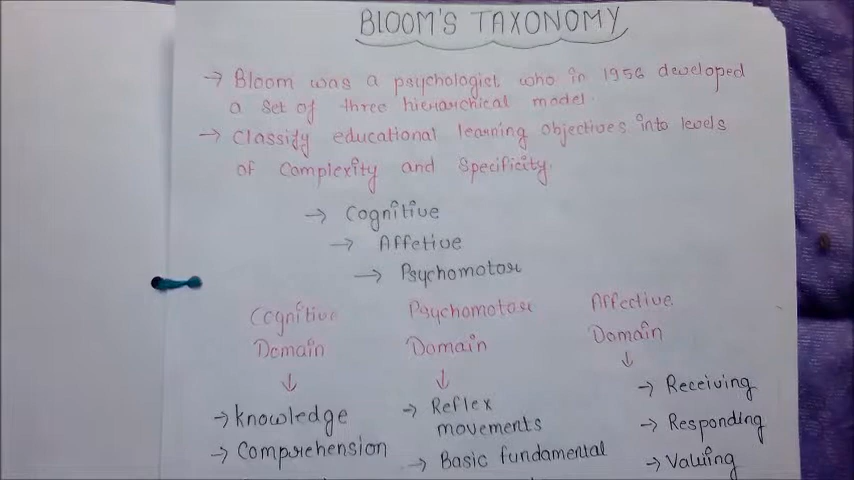 BLOOM'S TAXONOMY
→ Bloom was a psychologist who in 1956 developed
a set of three hierarchical model.
→ Classify educational learning objectives into levels
of Complexity and Specificity.
→ Cognitive
→ Affetive
→ Psychomotor
Cognitive Domain
↓
→ knowledge
→ Comprehension
Psychomotor Domain
↓
→ Reflex
movements
→ Basic fundamental
Affective Domain
↓
→ Receiving
→ Responding
→ Valuing